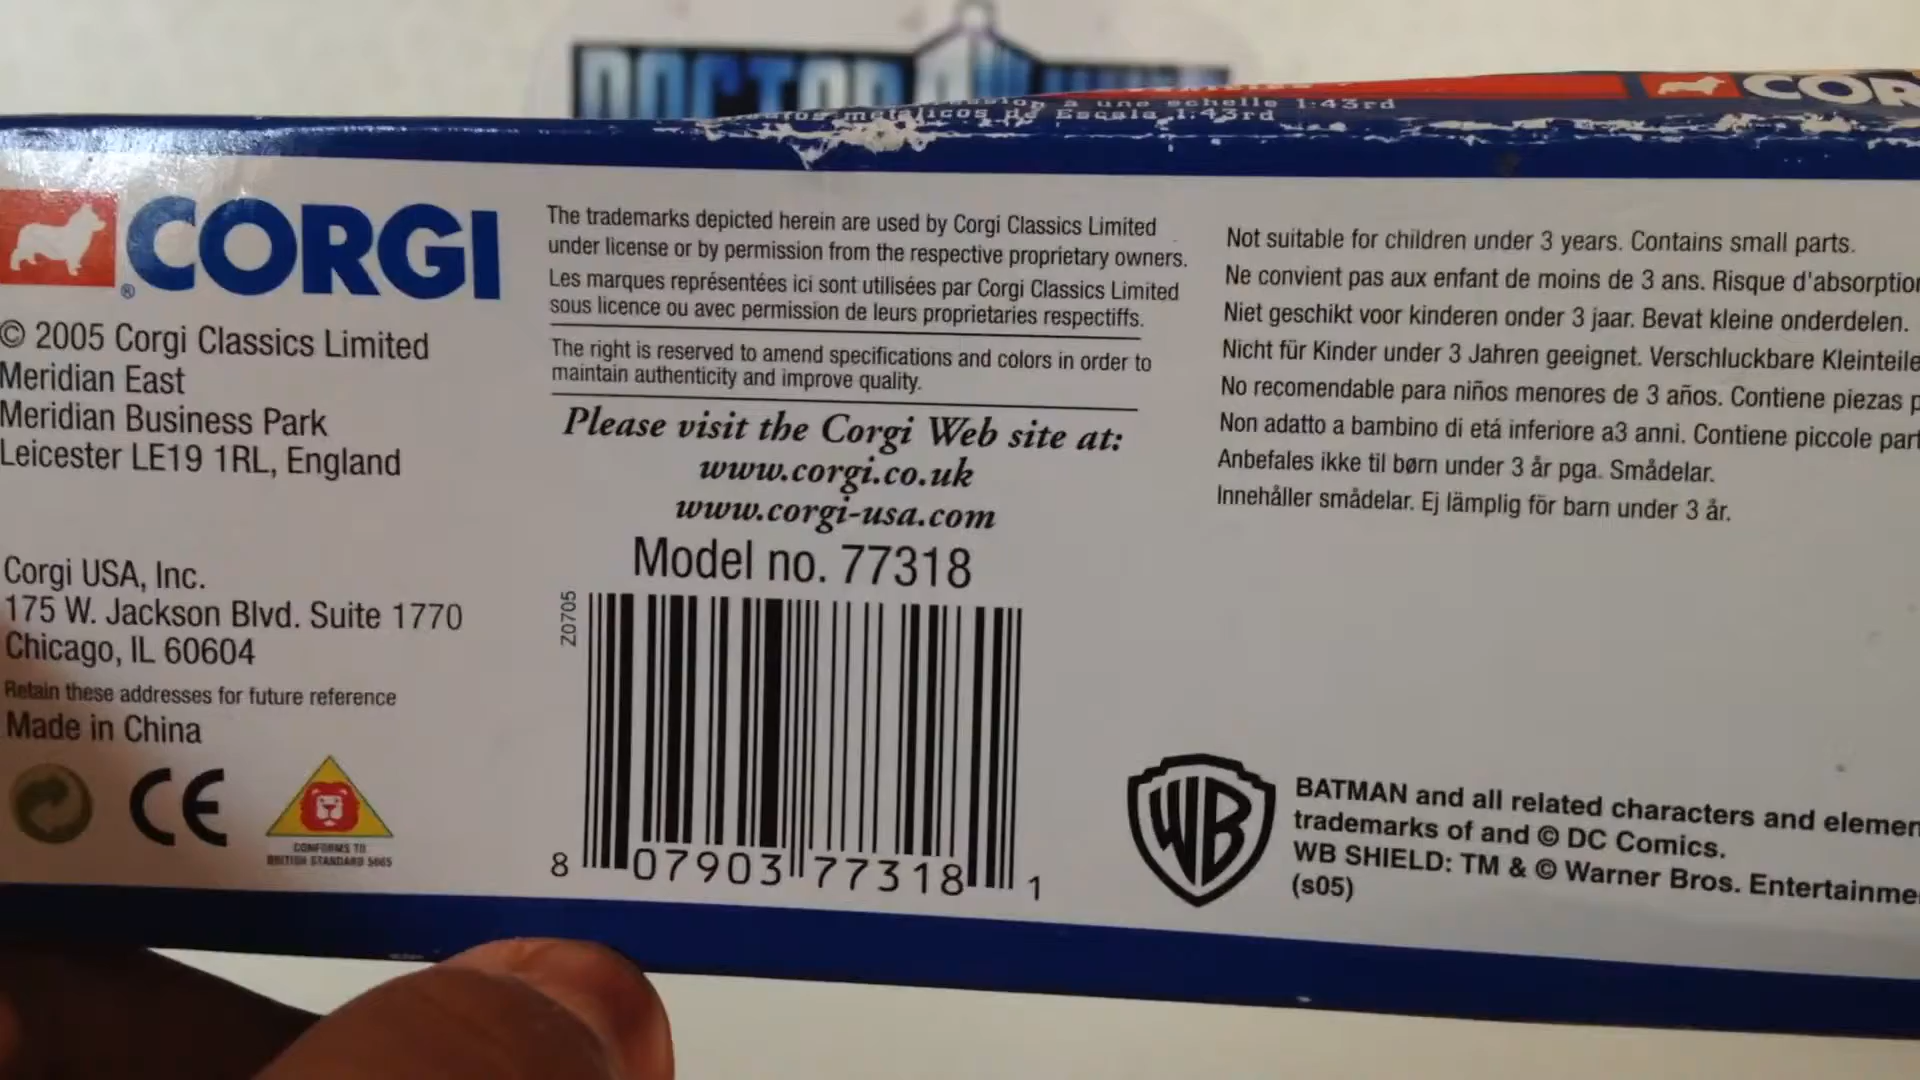 DOCTOR
à une echelle 1:43rd
metálicos de Escala 1:43rd
COR
CORGI
© 2005 Corgi Classics Limited
Meridian East
Meridian Business Park
Leicester LE19 1RL, England
Corgi USA, Inc.
175 W. Jackson Blvd. Suite 1770
Chicago, IL 60604
Retain these addresses for future reference
Made in China
CE
CONFORMS TO
BRITISH STANDARD 5665
The trademarks depicted herein are used by Corgi Classics Limited
under license or by permission from the respective proprietary owners.
Les marques représentées ici sont utilisées par Corgi Classics Limited
sous licence ou avec permission de leurs proprietaries respectiffs.
The right is reserved to amend specifications and colors in order to
maintain authenticity and improve quality.
Please visit the Corgi Web site at:
www.corgi.co.uk
www.corgi-usa.com
Model no. 77318
Z0705
8 07903 77318 1
Not suitable for children under 3 years. Contains small parts.
Ne convient pas aux enfant de moins de 3 ans. Risque d'absorption
Niet geschikt voor kinderen onder 3 jaar. Bevat kleine onderdelen.
Nicht für Kinder under 3 Jahren geeignet. Verschluckbare Kleinteile
No recomendable para niños menores de 3 años. Contiene piezas p
Non adatto a bambino di etá inferiore a3 anni. Contiene piccole part
Anbefales ikke til børn under 3 år pga. Smådelar.
Innehåller smådelar. Ej lämplig för barn under 3 år.
WB
BATMAN and all related characters and elemen
trademarks of and © DC Comics.
WB SHIELD: TM & © Warner Bros. Entertainme
(s05)